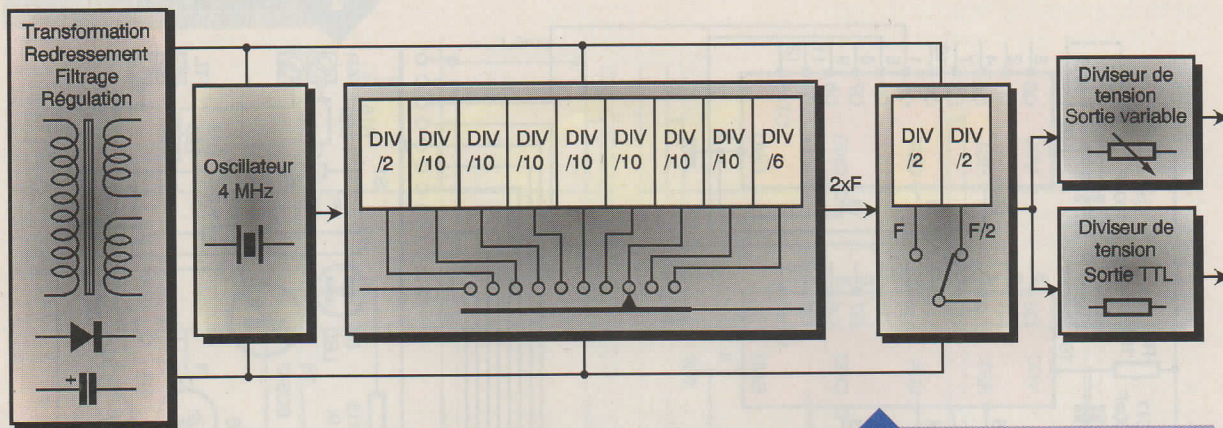 Transformation
Redressement
Filtrage
Régulation
+
Oscillateur
4 MHz
DIV
/2
DIV
/10
DIV
/10
DIV
/10
DIV
/10
DIV
/10
DIV
/10
DIV
/10
DIV
/6
2xF
DIV
/2
DIV
/2
F
F/2
Diviseur de
tension
Sortie variable
Diviseur de
tension
Sortie TTL